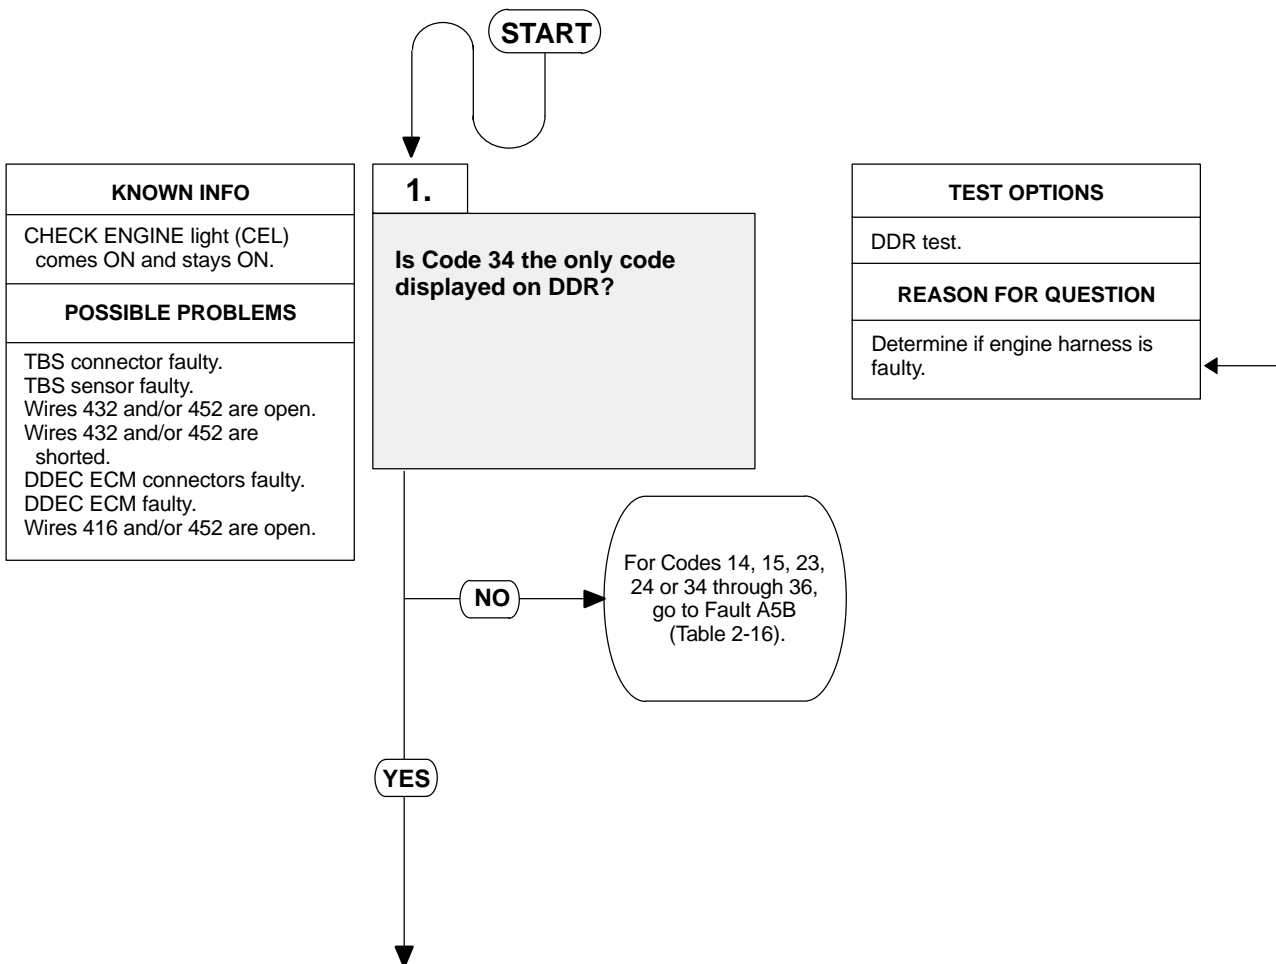 START
KNOWN INFO
CHECK ENGINE light (CEL)
comes ON and stays ON.
POSSIBLE PROBLEMS
TBS connector faulty.
TBS sensor faulty.
Wires 432 and/or 452 are open.
Wires 432 and/or 452 are
shorted.
DDEC ECM connectors faulty.
DDEC ECM faulty.
Wires 416 and/or 452 are open.
1.
Is Code 34 the only code
displayed on DDR?
TEST OPTIONS
DDR test.
REASON FOR QUESTION
Determine if engine harness is
faulty.
NO
For Codes 14, 15, 23,
24 or 34 through 36,
go to Fault A5B
(Table 2-16).
YES